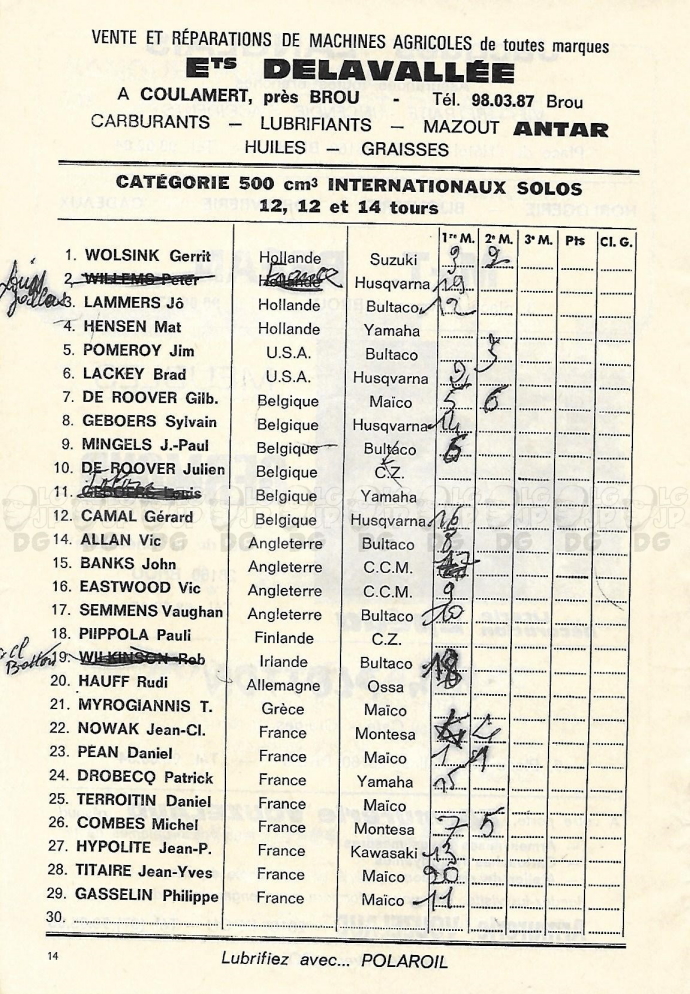 VENTE ET RÉPARATIONS DE MACHINES AGRICOLES de toutes marques
ETS DELAVALLÉE
A COULAMERT, près BROU - Tél. 98.03.87 Brou
CARBURANTS — LUBRIFIANTS — MAZOUT ANTAR
HUILES — GRAISSES
CATÉGORIE 500 cm³ INTERNATIONAUX SOLOS
12, 12 et 14 tours
1re M. 2e M. 3e M. Pts Cl. G.
1. WOLSINK Gerrit Hollande Suzuki 3 2
2. WILLEMS Peter Hollande France Husqvarna 19
3. LAMMERS Jô Hollande Bultaco 12
4. HENSEN Mat Hollande Yamaha
5. POMEROY Jim U.S.A. Bultaco 3
6. LACKEY Brad U.S.A. Husqvarna
7. DE ROOVER Gilb. Belgique Maïco 5 6
8. GEBOERS Sylvain Belgique Husqvarna 14
9. MINGELS J.-Paul Belgique Bultaco 6
10. DE ROOVER Julien Belgique C.Z.
11. GEBOERS Louis Belgique Yamaha
12. CAMAL Gérard Belgique Husqvarna 16
14. ALLAN Vic Angleterre Bultaco 8
15. BANKS John Angleterre C.C.M. 17
16. EASTWOOD Vic Angleterre C.C.M. 9
17. SEMMENS Vaughan Angleterre Bultaco 10
18. PIIPPOLA Pauli Finlande C.Z.
19. WILKINSON Rob Irlande Bultaco 18
20. HAUFF Rudi Allemagne Ossa
21. MYROGIANNIS T. Grèce Maïco
22. NOWAK Jean-Cl. France Montesa 4 4
23. PÉAN Daniel France Maïco 1 1
24. DROBECQ Patrick France Yamaha 15
25. TERROITIN Daniel France Maïco
26. COMBES Michel France Montesa 7 5
27. HYPOLITE Jean-P. France Kawasaki 13
28. TITAIRE Jean-Yves France Maïco 20
29. GASSELIN Philippe France Maïco 11
30.
14
Lubrifiez avec... POLAROIL